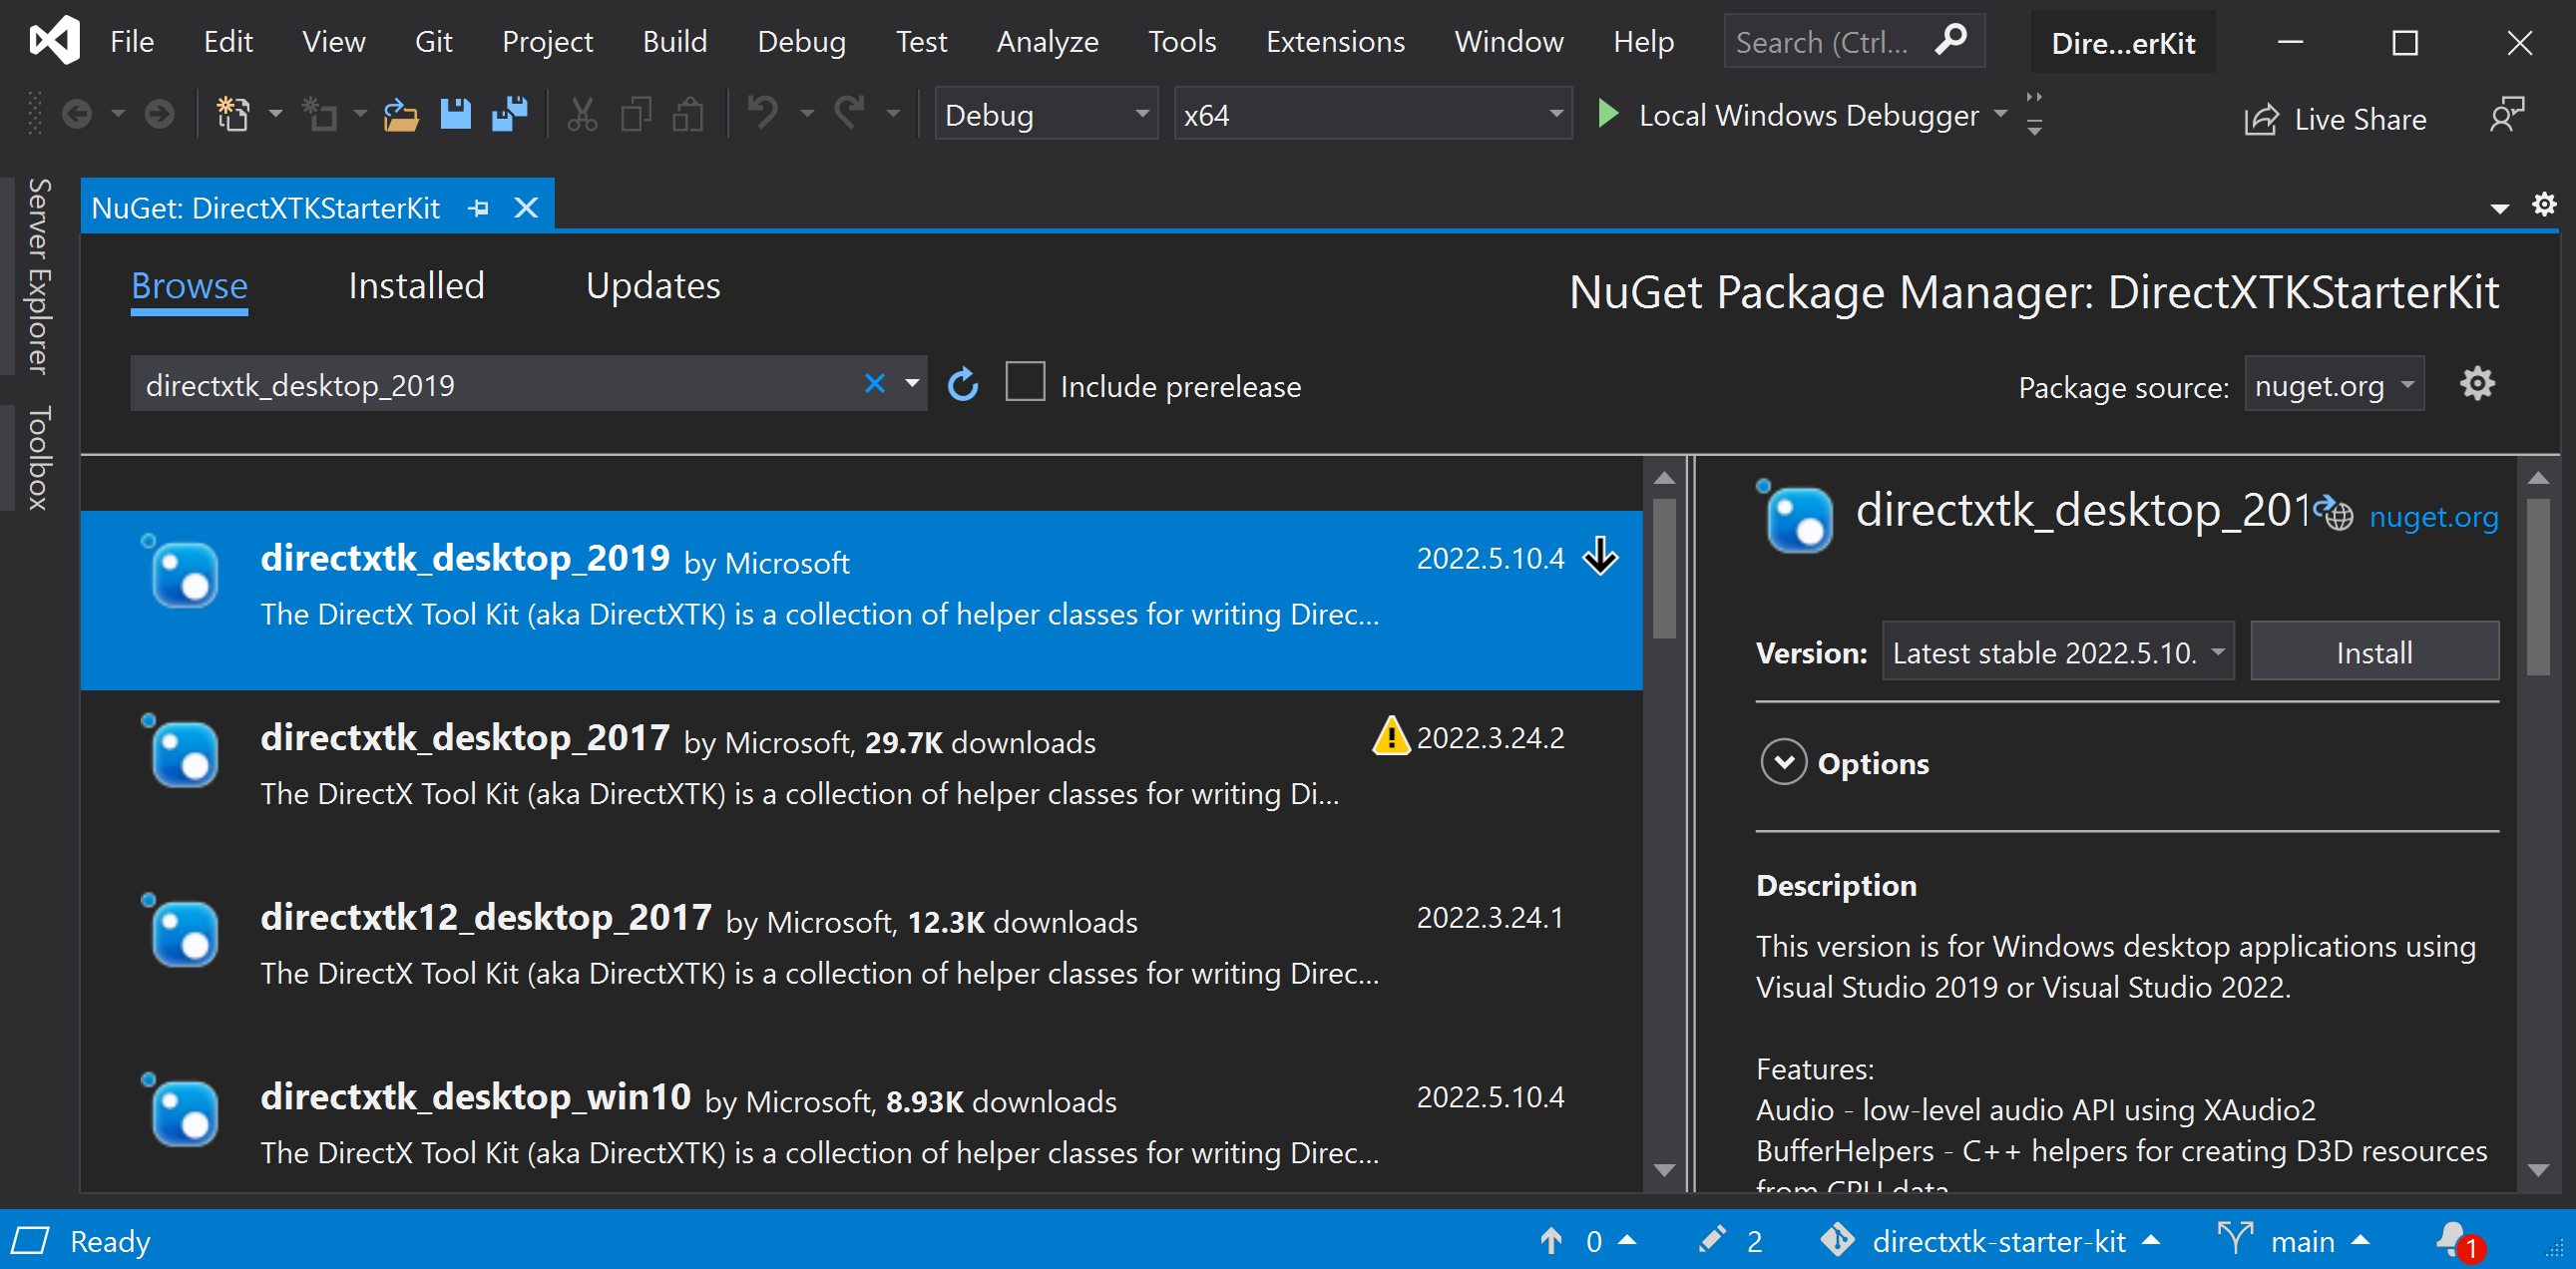 File Edit View Git Project Build Debug Test Analyze Tools Extensions Window Help Search (Ctrl... Dire...erKit
Debug x64 Local Windows Debugger Live Share
Server Explorer
Toolbox
NuGet: DirectXTKStarterKit
Browse Installed Updates
NuGet Package Manager: DirectXTKStarterKit
directxtk_desktop_2019 Include prerelease Package source: nuget.org
directxtk_desktop_2019 by Microsoft 2022.5.10.4
The DirectX Tool Kit (aka DirectXTK) is a collection of helper classes for writing Direc...
directxtk_desktop_2017 by Microsoft, 29.7K downloads 2022.3.24.2
The DirectX Tool Kit (aka DirectXTK) is a collection of helper classes for writing Di...
directxtk12_desktop_2017 by Microsoft, 12.3K downloads 2022.3.24.1
The DirectX Tool Kit (aka DirectXTK) is a collection of helper classes for writing Direc...
directxtk_desktop_win10 by Microsoft, 8.93K downloads 2022.5.10.4
The DirectX Tool Kit (aka DirectXTK) is a collection of helper classes for writing Direc...
directxtk_desktop_201 nuget.org
Version: Latest stable 2022.5.10. Install
Options
Description
This version is for Windows desktop applications using
Visual Studio 2019 or Visual Studio 2022.
Features:
Audio - low-level audio API using XAudio2
BufferHelpers - C++ helpers for creating D3D resources
from CPU data
Ready 0 2 directxtk-starter-kit main 1